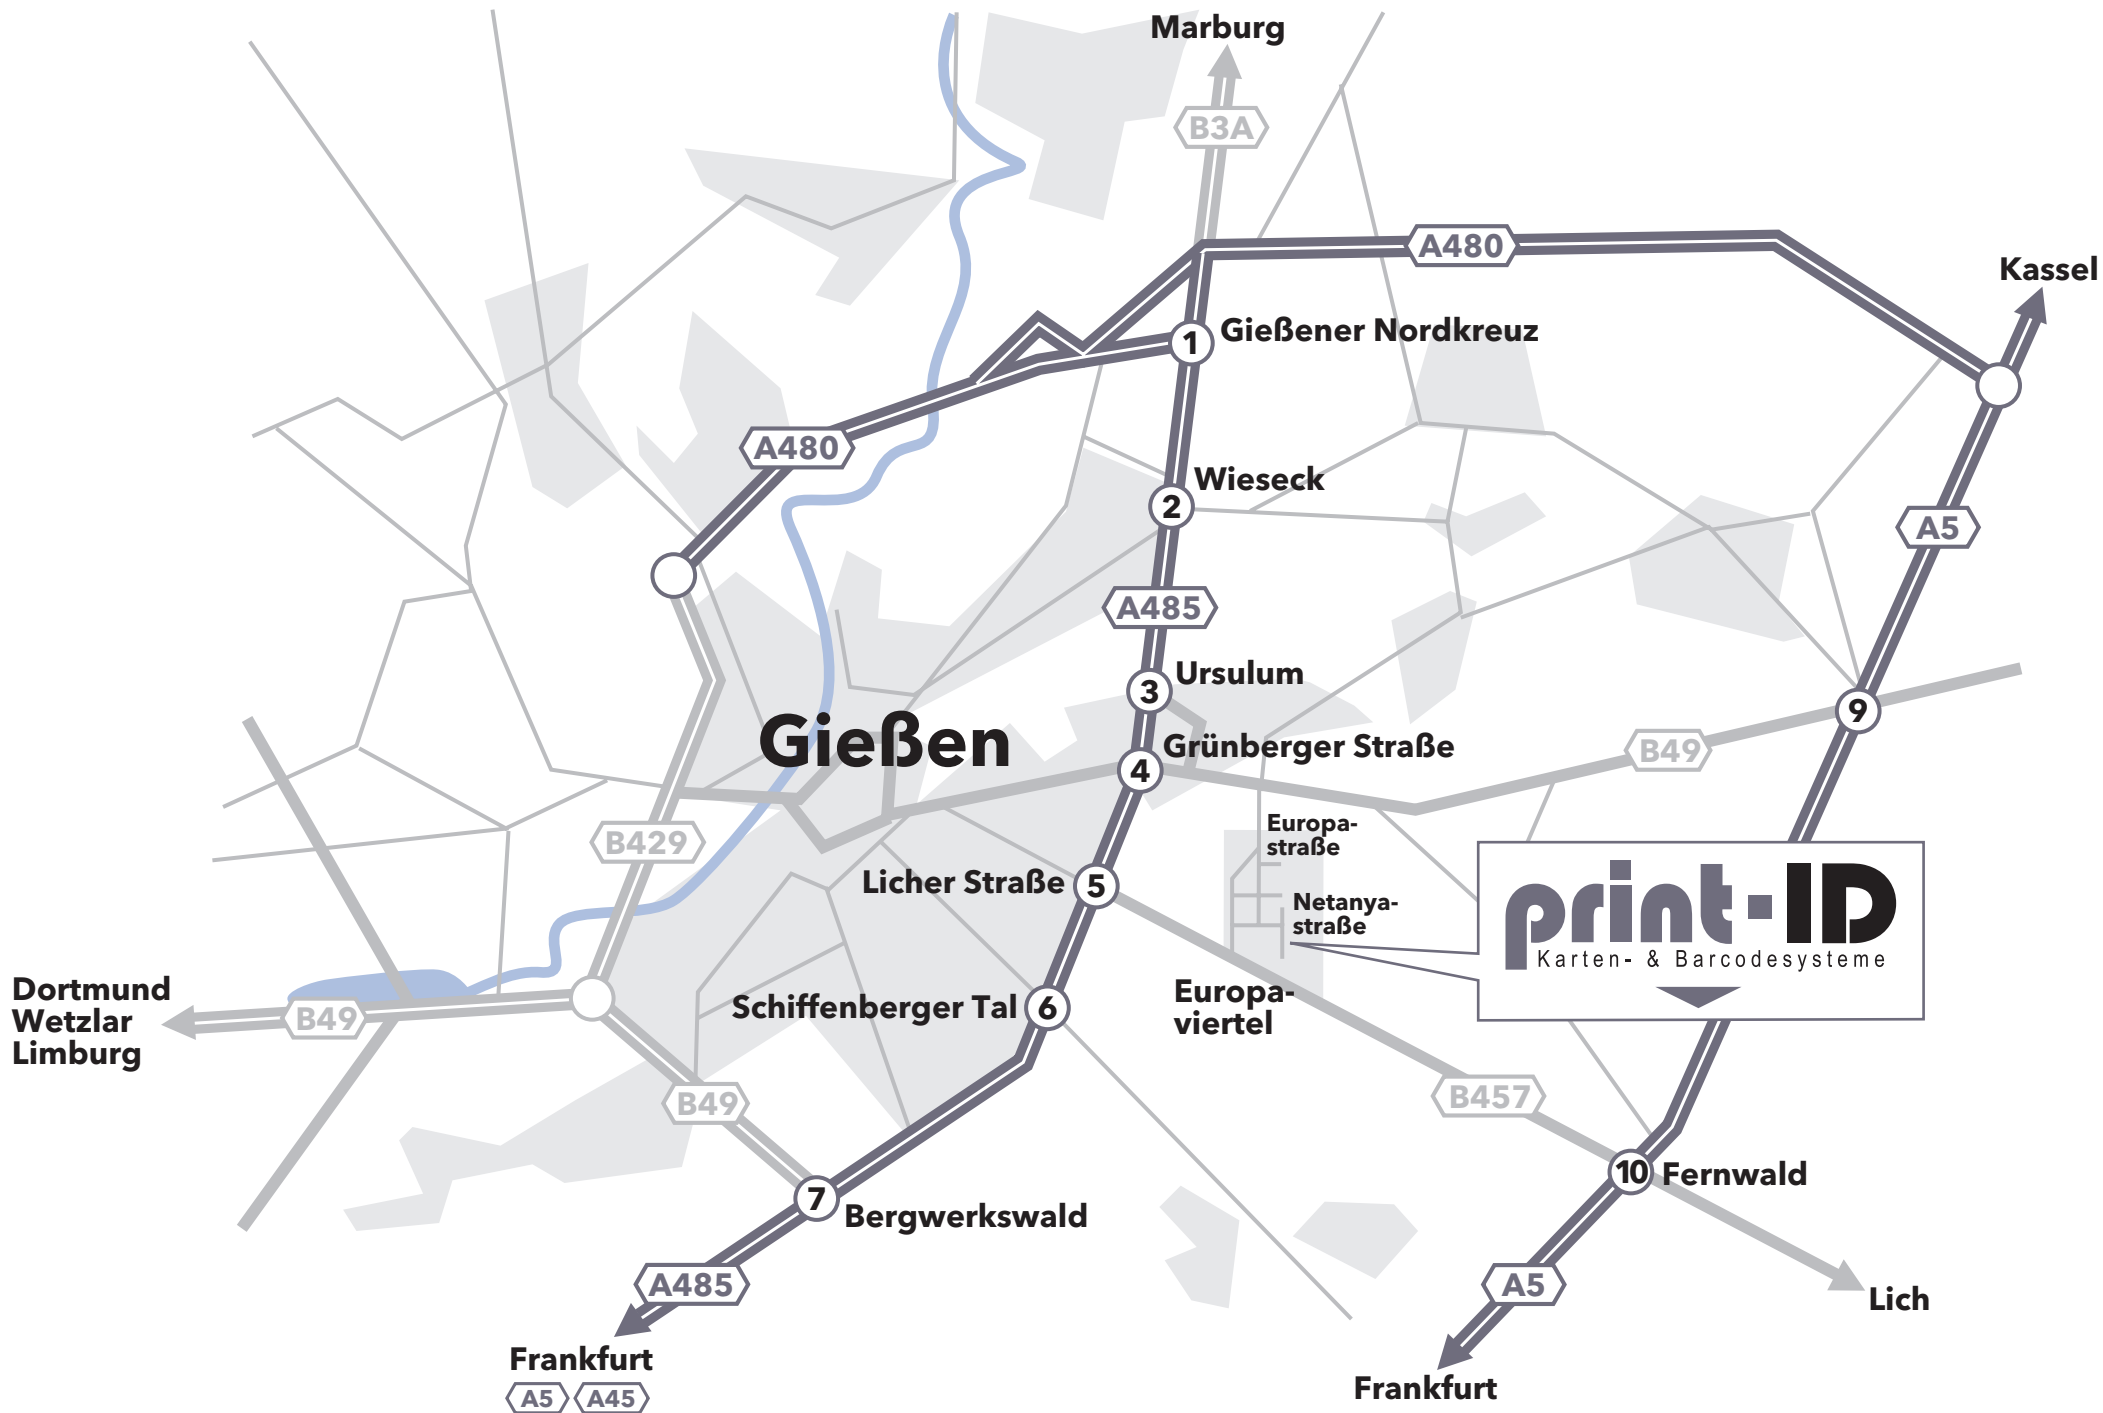 Marburg
B3A
A480
Kassel
1
Gießener Nordkreuz
A480
Wieseck
2
A5
A485
Ursulum
3
9
Gießen
Grünberger Straße
4
B49
Europa-
straße
B429
Licher Straße
5
Netanya-
straße
print-ID
Karten- & Barcodesysteme
Dortmund
Wetzlar
Limburg
B49
Schiffenberger Tal
6
Europa-
viertel
B49
B457
10
Fernwald
7
Bergwerkswald
A485
A5
Lich
Frankfurt
A5
A45
Frankfurt